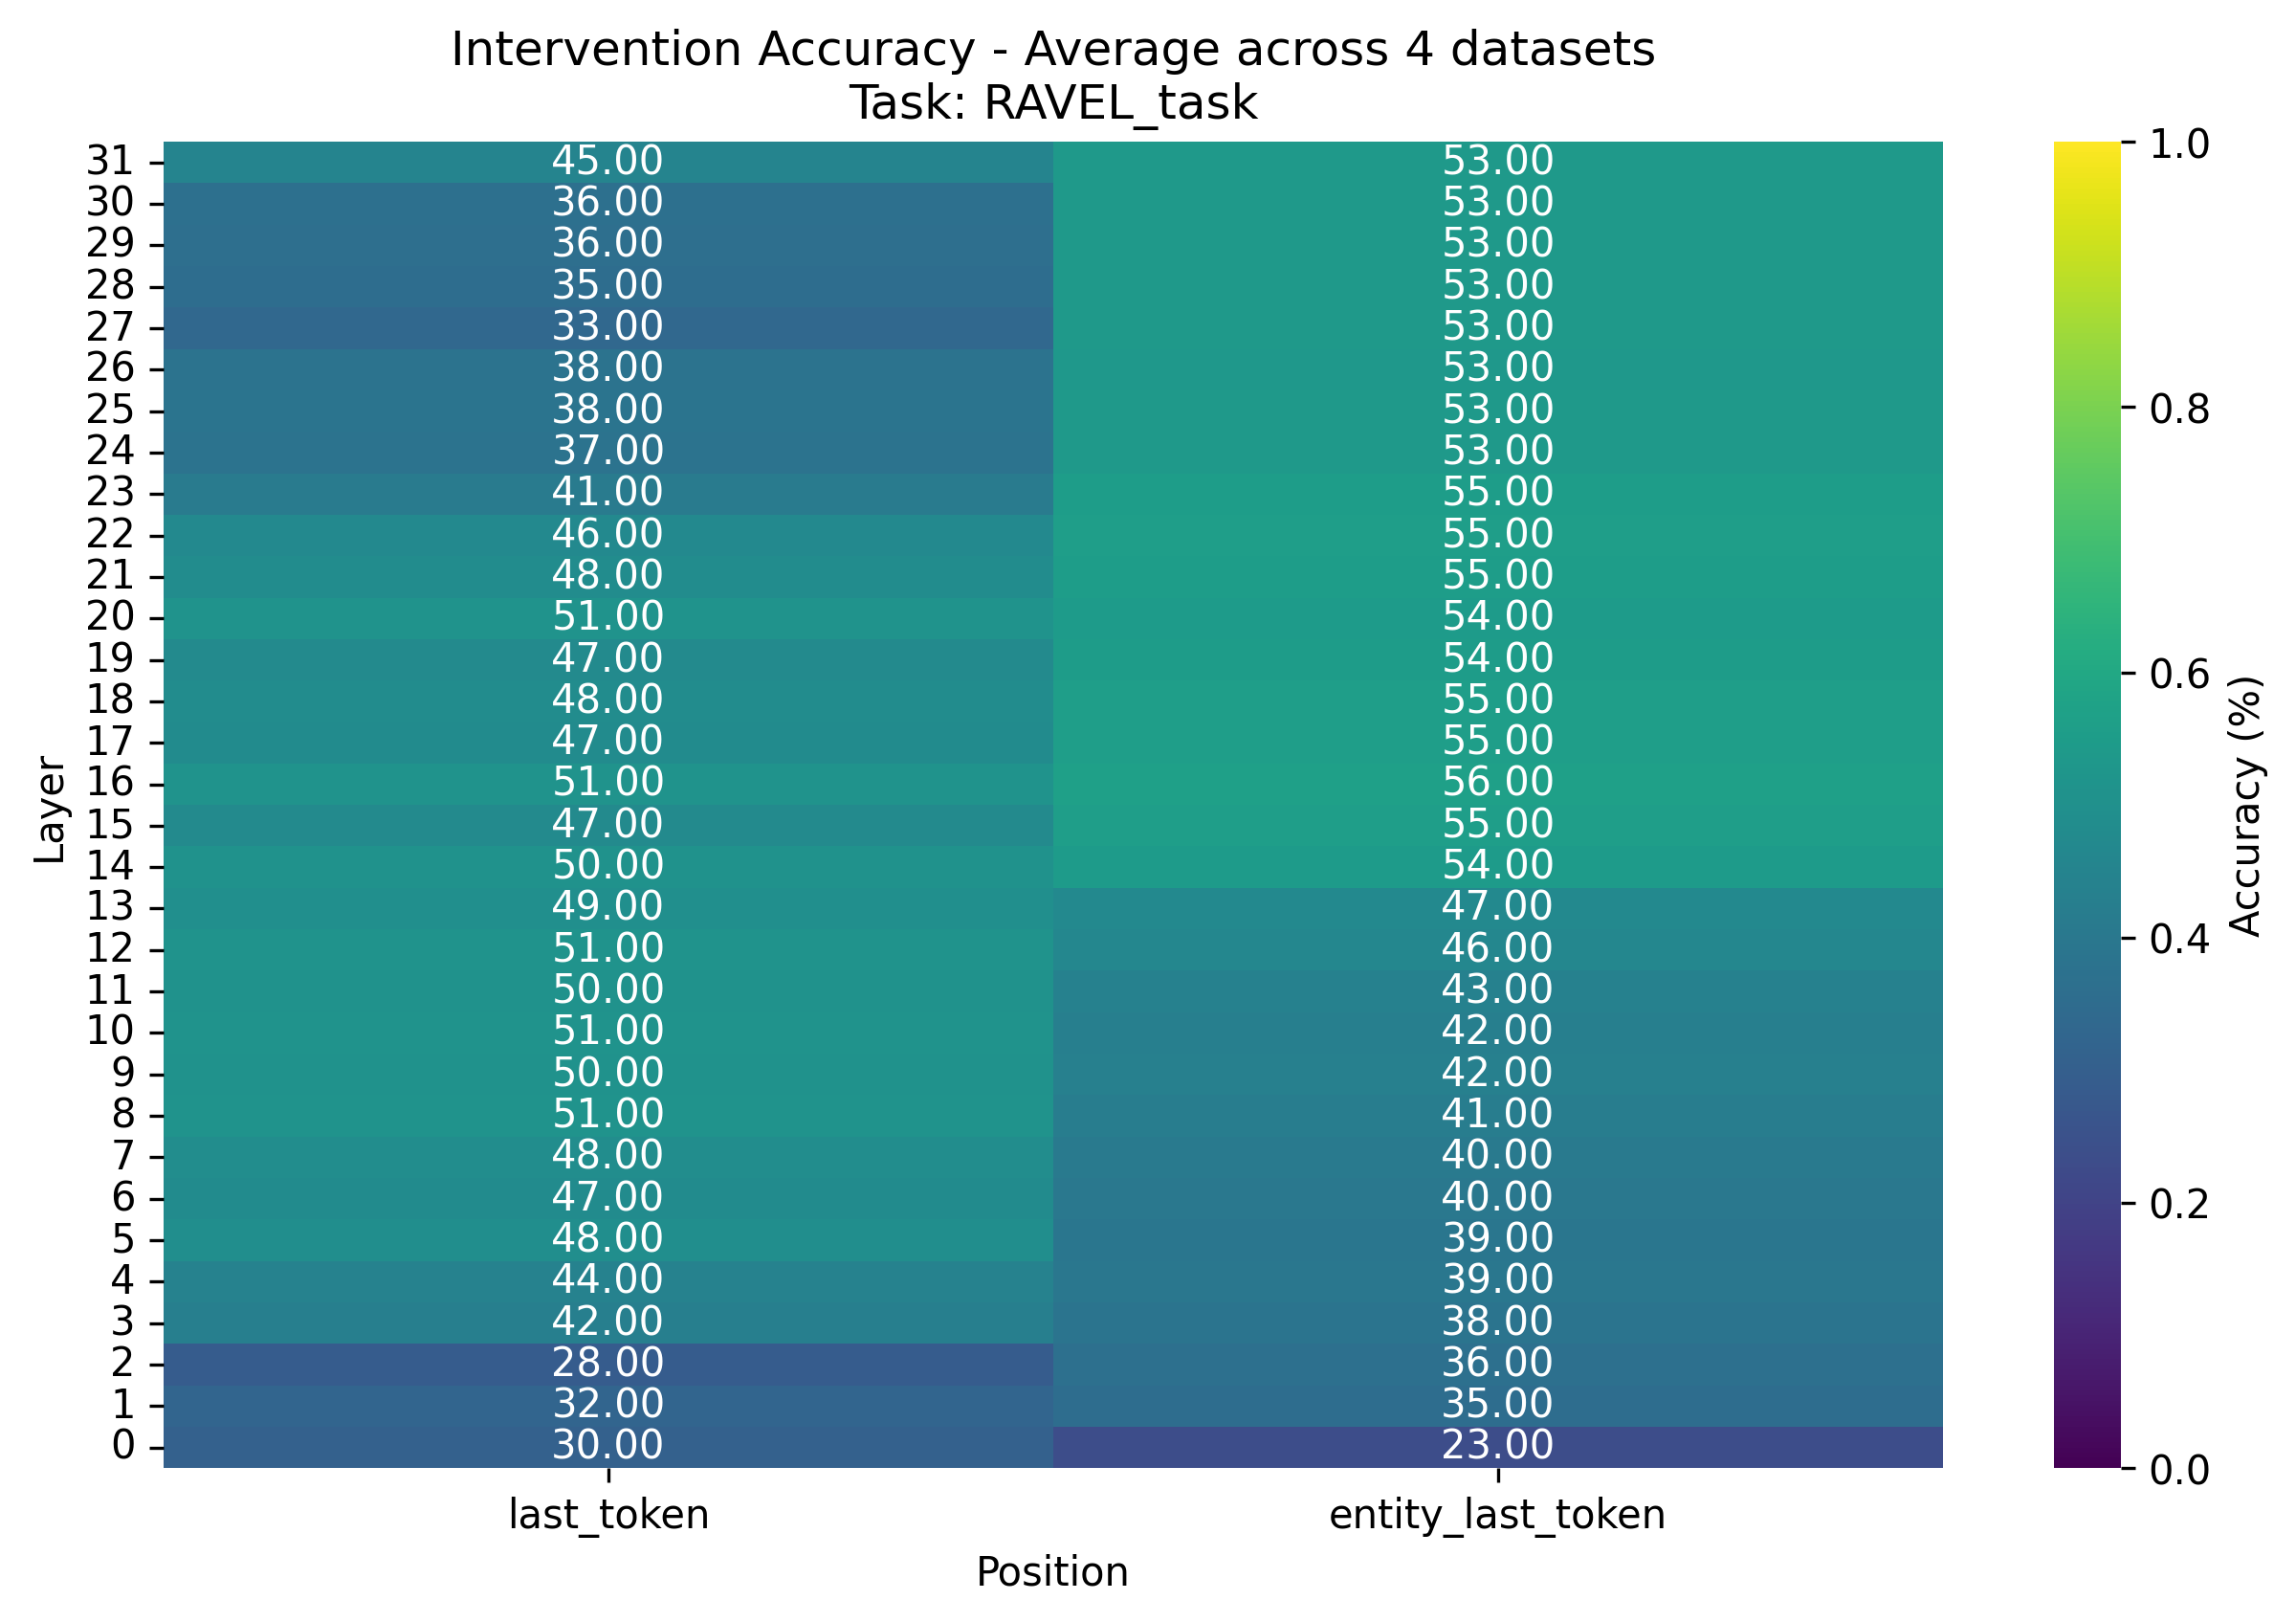 Intervention Accuracy - Average across 4 datasets
Task: RAVEL_task
31 45.00 53.00
30 36.00 53.00
29 36.00 53.00
28 35.00 53.00
27 33.00 53.00
26 38.00 53.00
25 38.00 53.00
24 37.00 53.00
23 41.00 55.00
22 46.00 55.00
21 48.00 55.00
20 51.00 54.00
19 47.00 54.00
18 48.00 55.00
17 47.00 55.00
16 51.00 56.00
15 47.00 55.00
14 50.00 54.00
13 49.00 47.00
12 51.00 46.00
11 50.00 43.00
10 51.00 42.00
9 50.00 42.00
8 51.00 41.00
7 48.00 40.00
6 47.00 40.00
5 48.00 39.00
4 44.00 39.00
3 42.00 38.00
2 28.00 36.00
1 32.00 35.00
0 30.00 23.00
last_token entity_last_token
Position
Layer
1.0
0.8
0.6
0.4
0.2
0.0
Accuracy (%)